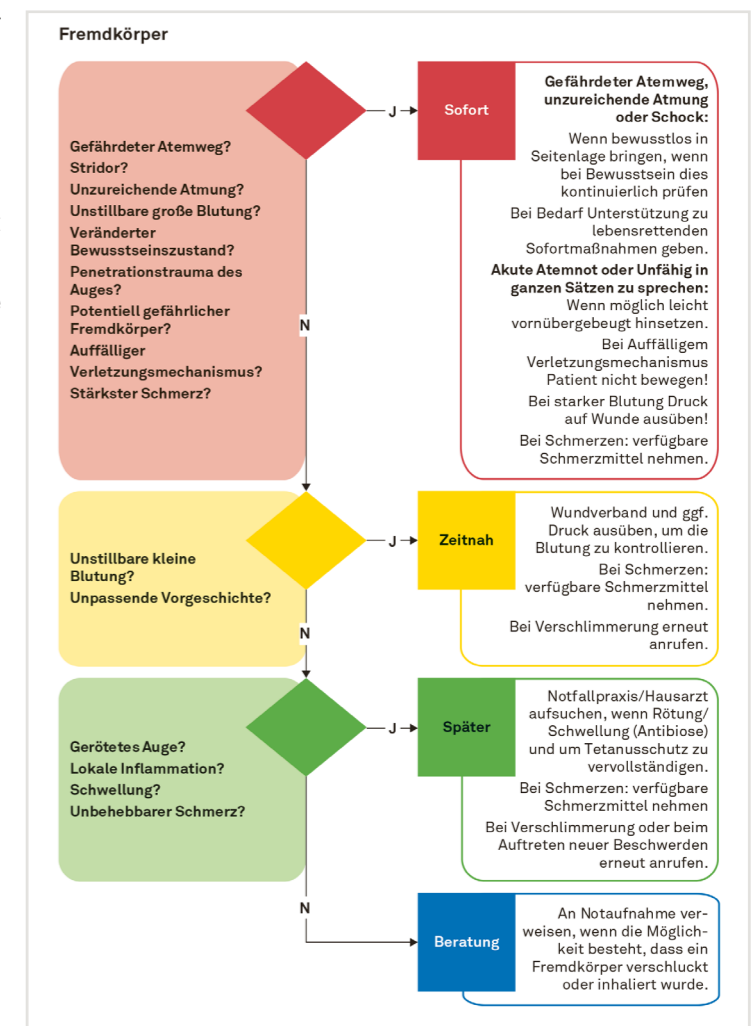 Fremdkörper
Gefährdeter Atemweg?
Stridor?
Unzureichende Atmung?
Unstillbare große Blutung?
Veränderter
Bewusstseinszustand?
Penetrationstrauma des
Auges?
Potentiell gefährlicher
Fremdkörper?
Auffälliger
Verletzungsmechanismus?
Stärkster Schmerz?
J
Sofort
Gefährdeter Atemweg,
unzureichende Atmung
oder Schock:
Wenn bewusstlos in
Seitenlage bringen, wenn
bei Bewusstsein dies
kontinuierlich prüfen
Bei Bedarf Unterstützung zu
lebensrettenden
Sofortmaßnahmen geben.
Akute Atemnot oder Unfähig in
ganzen Sätzen zu sprechen:
Wenn möglich leicht
vornübergebeugt hinsetzen.
Bei Auffälligem
Verletzungsmechanismus
Patient nicht bewegen!
Bei starker Blutung Druck
auf Wunde ausüben!
Bei Schmerzen: verfügbare
Schmerzmittel nehmen.
N
Unstillbare kleine
Blutung?
Unpassende Vorgeschichte?
J
Zeitnah
Wundverband und ggf.
Druck ausüben, um die
Blutung zu kontrollieren.
Bei Schmerzen:
verfügbare Schmerzmittel
nehmen.
Bei Verschlimmerung erneut
anrufen.
N
Gerötetes Auge?
Lokale Inflammation?
Schwellung?
Unbehebbarer Schmerz?
J
Später
Notfallpraxis/Hausarzt
aufsuchen, wenn Rötung/
Schwellung (Antibiose)
und um Tetanusschutz zu
vervollständigen.
Bei Schmerzen: verfügbare
Schmerzmittel nehmen
Bei Verschlimmerung oder beim
Auftreten neuer Beschwerden
erneut anrufen.
N
Beratung
An Notaufnahme ver-
weisen, wenn die Möglich-
keit besteht, dass ein
Fremdkörper verschluckt
oder inhaliert wurde.